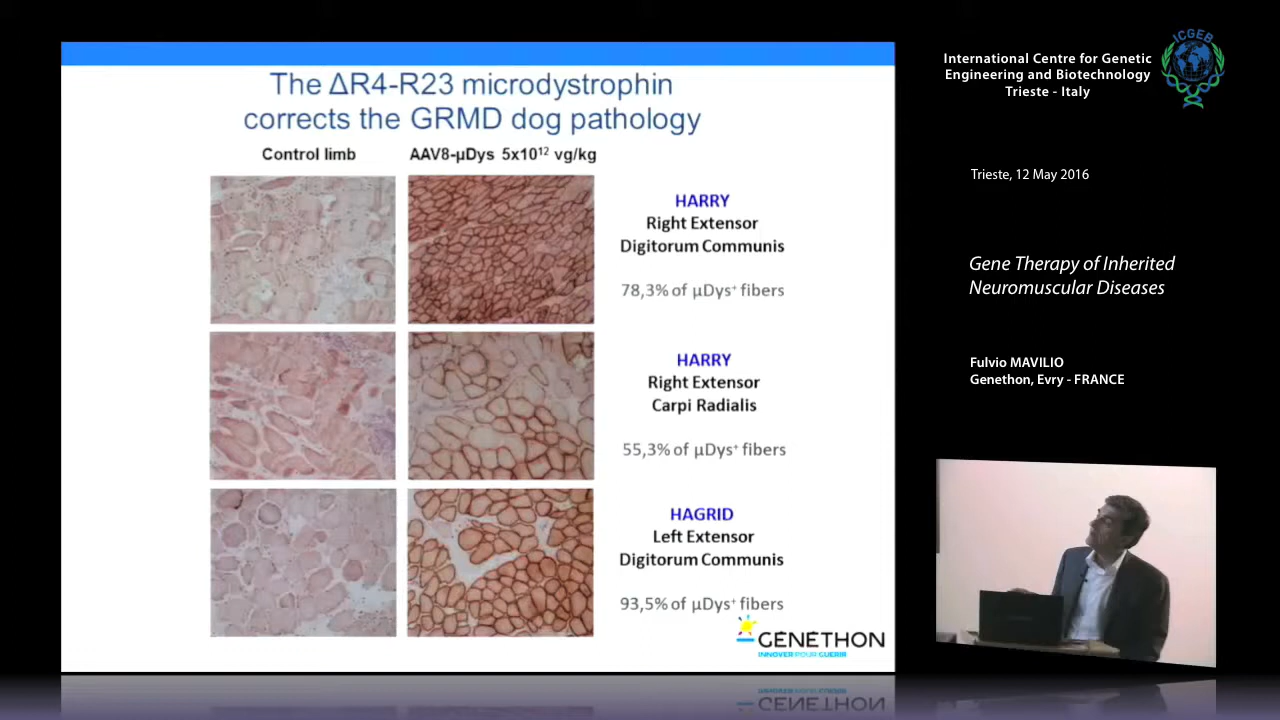 The ΔR4-R23 microdystrophin
corrects the GRMD dog pathology
Control limb
AAV8-µDys 5x10¹² vg/kg
HARRY
Right Extensor
Digitorum Communis
78,3% of µDys⁺ fibers
HARRY
Right Extensor
Carpi Radialis
55,3% of µDys⁺ fibers
HAGRID
Left Extensor
Digitorum Communis
93,5% of µDys⁺ fibers
GÉNÉTHON
INNOVER POUR GUÉRIR
International Centre for Genetic
Engineering and Biotechnology
Trieste - Italy
ICGEB
Trieste, 12 May 2016
Gene Therapy of Inherited
Neuromuscular Diseases
Fulvio MAVILIO
Genethon, Evry - FRANCE